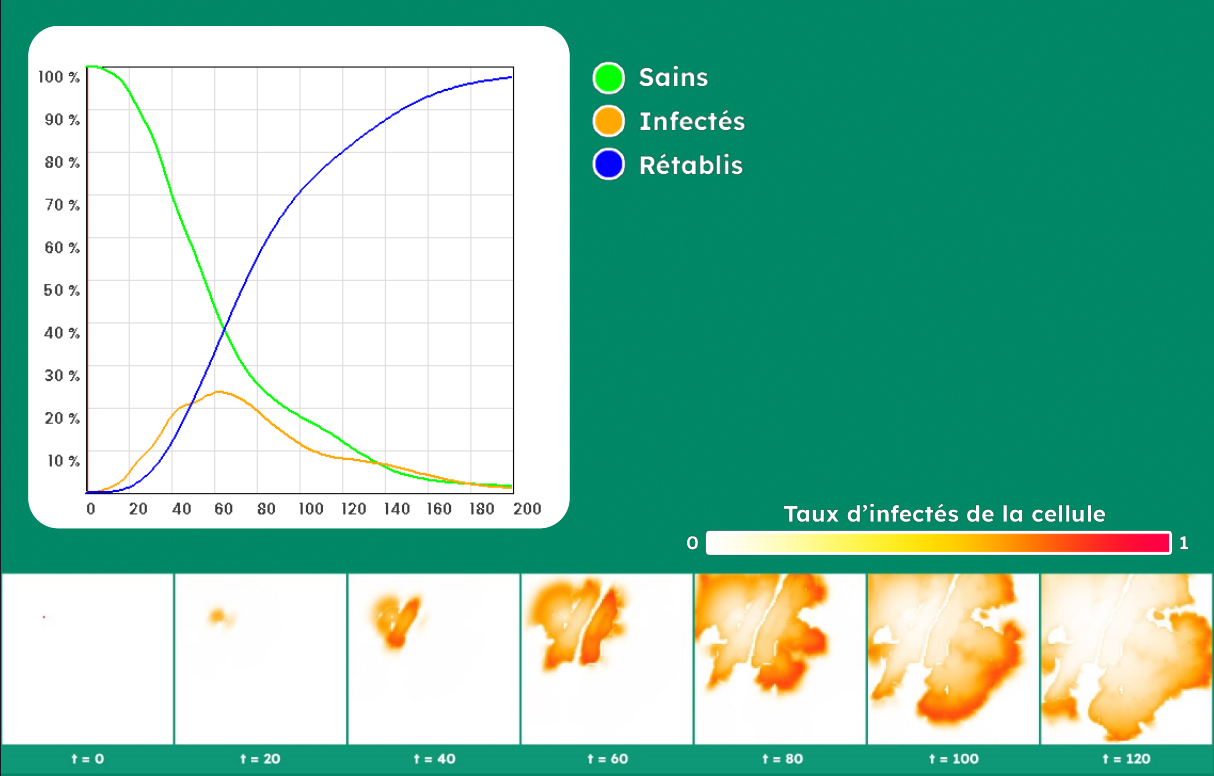 100 %
90 %
80 %
70 %
60 %
50 %
40 %
30 %
20 %
10 %
0 20 40 60 80 100 120 140 160 180 200
Sains
Infectés
Rétablis
Taux d’infectés de la cellule
0 1
t = 0 t = 20 t = 40 t = 60 t = 80 t = 100 t = 120